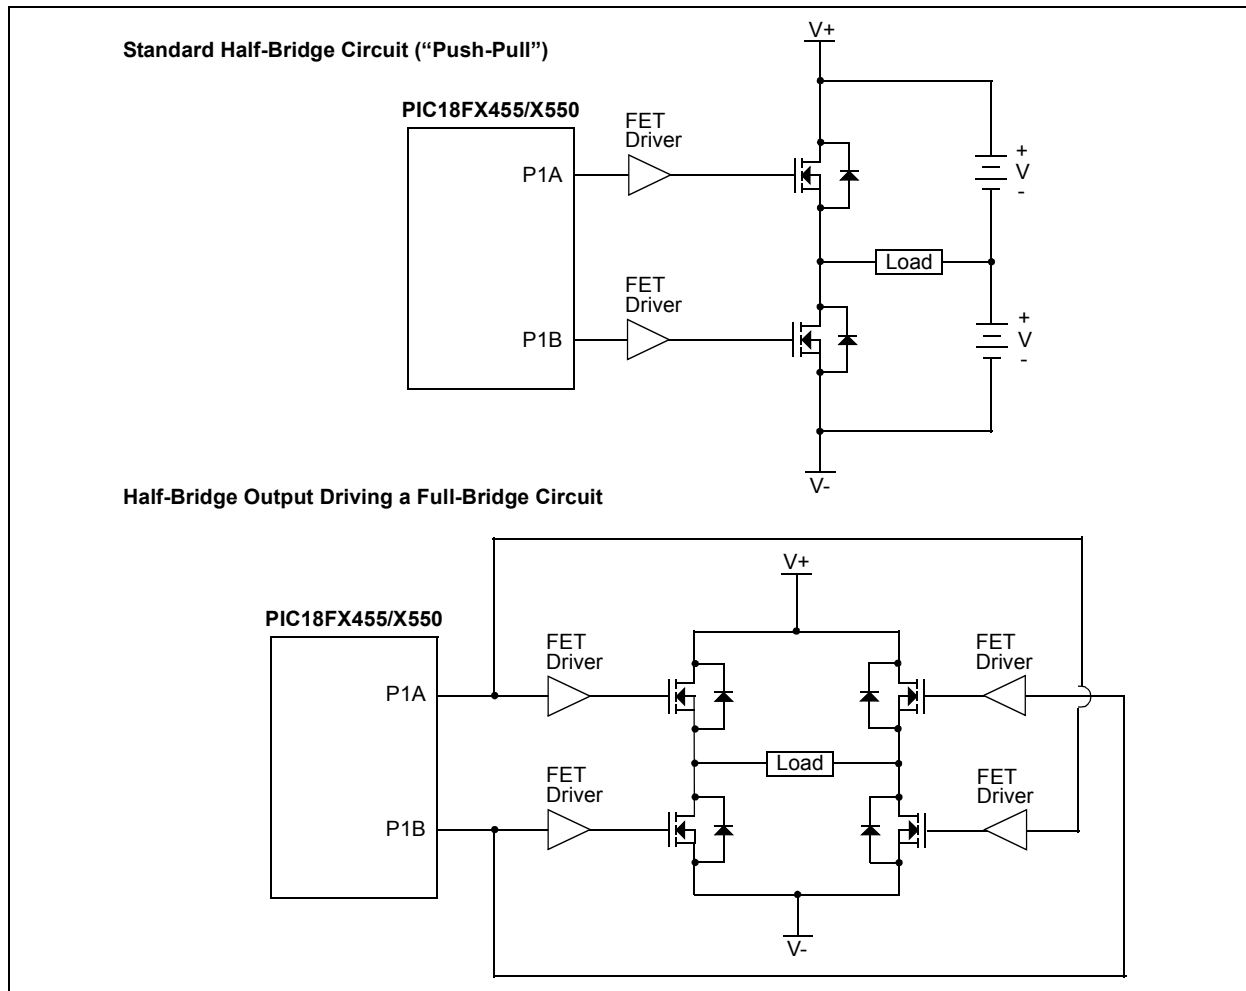 Standard Half-Bridge Circuit (“Push-Pull”)
V+
PIC18FX455/X550
FET
Driver
P1A
+
V
-
Load
FET
Driver
P1B
+
V
-
V-
Half-Bridge Output Driving a Full-Bridge Circuit
V+
PIC18FX455/X550
FET
Driver
FET
Driver
P1A
Load
FET
Driver
FET
Driver
P1B
V-